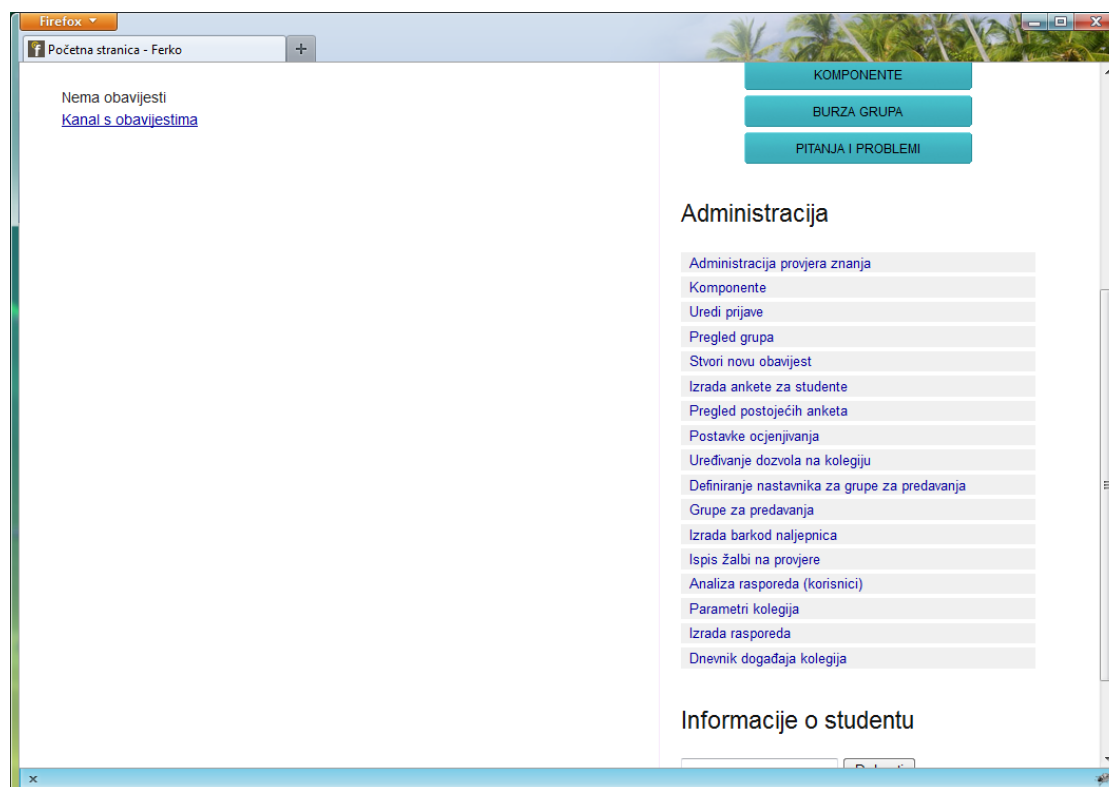 Firefox
Početna stranica - Ferko
Nema obavijesti
Kanal s obavijestima
KOMPONENTE
BURZA GRUPA
PITANJA I PROBLEMI
Administracija
Administracija provjera znanja
Komponente
Uredi prijave
Pregled grupa
Stvori novu obavijest
Izrada ankete za studente
Pregled postojećih anketa
Postavke ocjenjivanja
Uređivanje dozvola na kolegiju
Definiranje nastavnika za grupe za predavanja
Grupe za predavanja
Izrada barkod naljepnica
Ispis žalbi na provjere
Analiza rasporeda (korisnici)
Parametri kolegija
Izrada rasporeda
Dnevnik događaja kolegija
Informacije o studentu